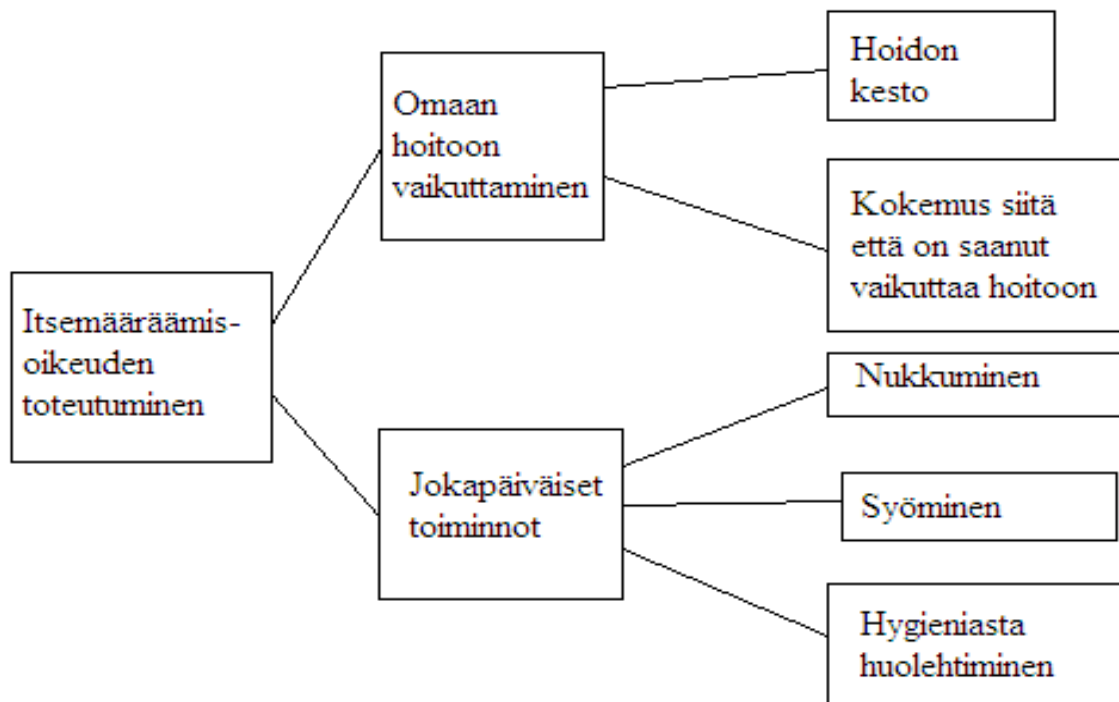 Itsemääräämis-
oikeuden
toteutuminen
Omaan
hoitoon
vaikuttaminen
Hoidon
kesto
Kokemus siitä
että on saanut
vaikuttaa hoitoon
Jokapäiväiset
toiminnot
Nukkuminen
Syöminen
Hygieniasta
huolehtiminen